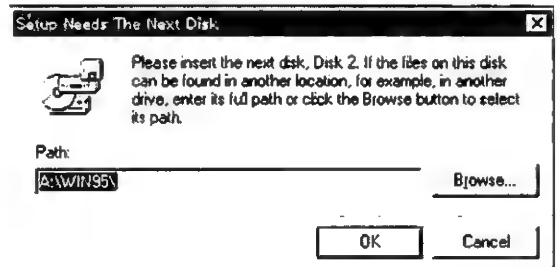 Setup Needs The Next Disk
Please insert the next disk, Disk 2. If the files on this disk
can be found in another location, for example, in another
drive, enter its full path or click the Browse button to select
its path.
Path:
A:\WIN95\
Browse...
OK
Cancel